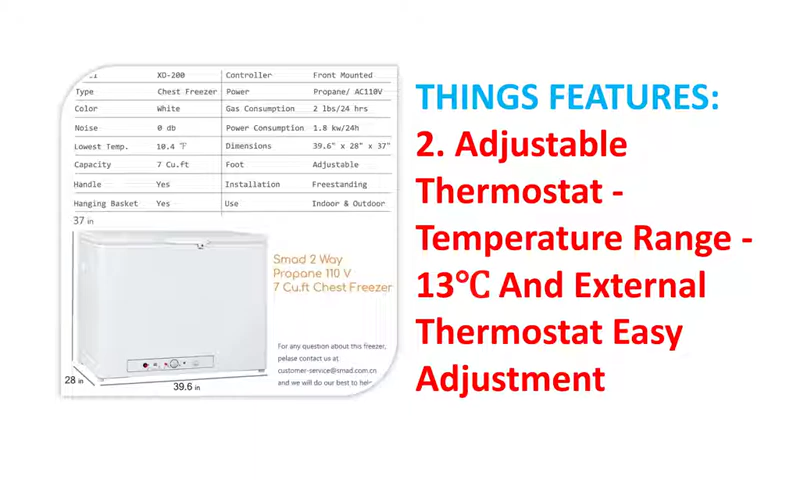 XD-200 Controller Front Mounted
Type Chest Freezer Power Propane/ AC110V
Color White Gas Consumption 2 lbs/24 hrs
Noise 0 db Power Consumption 1.8 kw/24h
Lowest Temp. 10.4 ℉ Dimensions 39.6" x 28" x 37"
Capacity 7 Cu.ft Foot Adjustable
Handle Yes Installation Freestanding
Hanging Basket Yes Use Indoor & Outdoor
37 in
Smad 2 Way
Propane 110 V
7 Cu.ft Chest Freezer
For any question about this freezer,
pelase contact us at
customer-service@smad.com.cn
and we will do our best to help
28 in
39.6 in
THINGS FEATURES:
2. Adjustable
Thermostat -
Temperature Range -
13℃ And External
Thermostat Easy
Adjustment